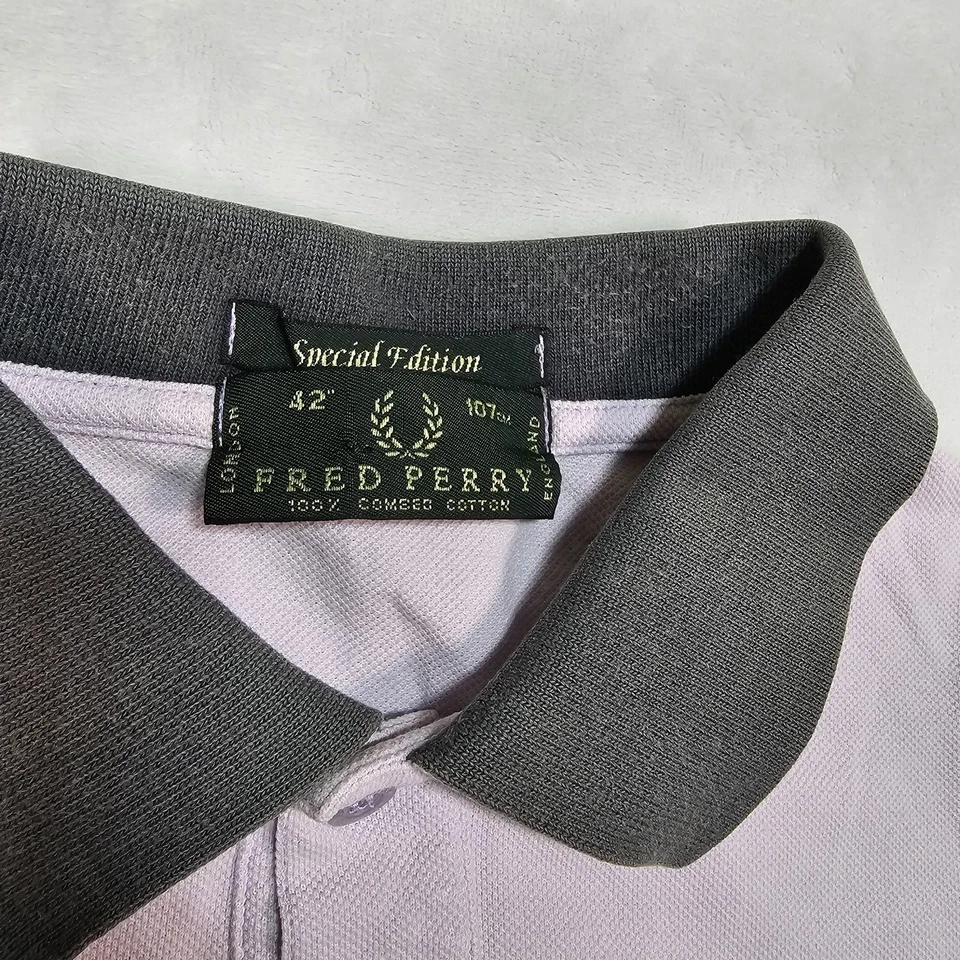 Special Edition
42" 107cm
LONDON
FRED PERRY
ENGLAND
100% COMBED COTTON